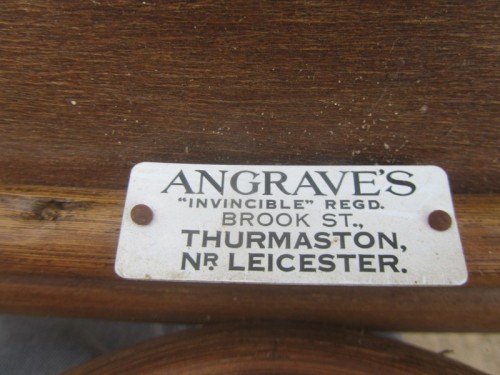 ANGRAVE'S
"INVINCIBLE" REGD.
BROOK ST.,
THURMASTON,
NR LEICESTER.